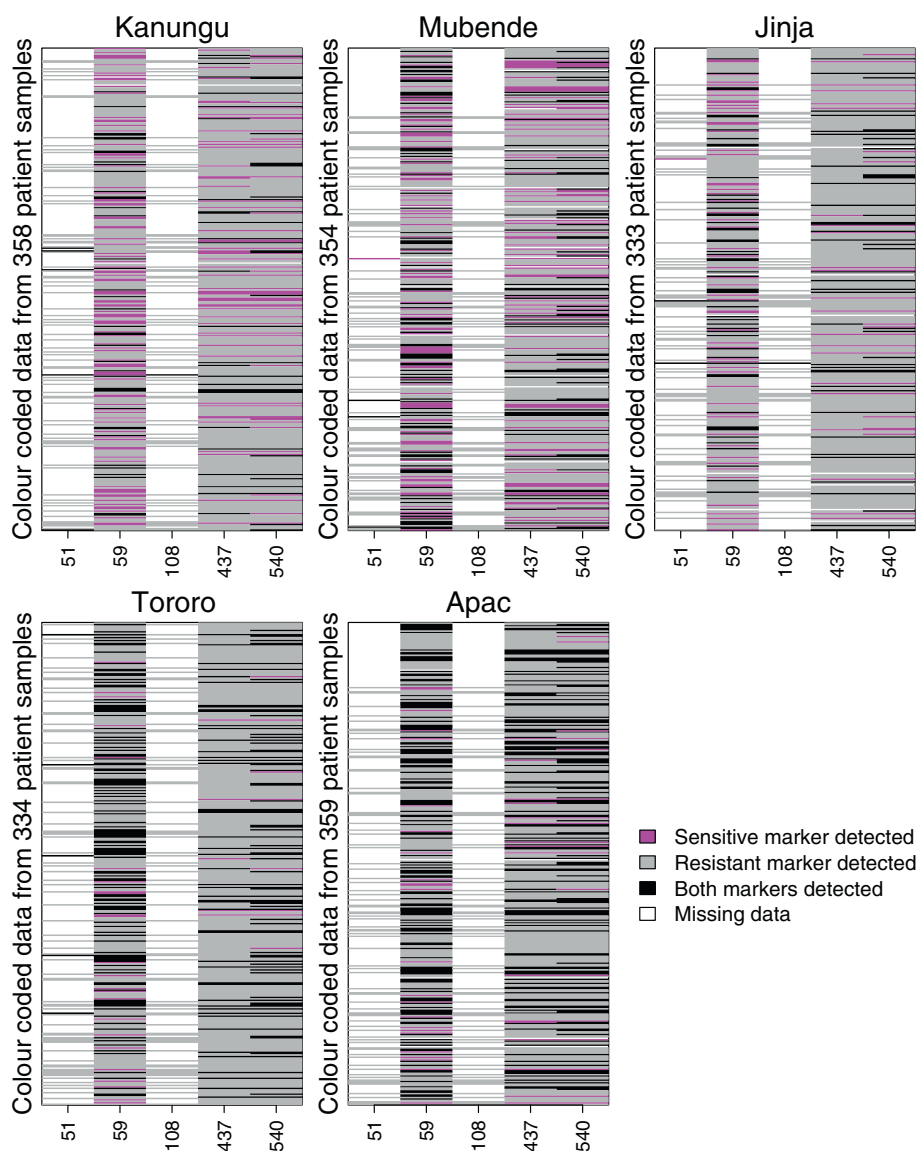 Kanungu
Mubende
Jinja
Colour coded data from 358 patient samples
Colour coded data from 354 patient samples
Colour coded data from 333 patient samples
51 59 108 437 540
51 59 108 437 540
51 59 108 437 540
Tororo
Apac
Colour coded data from 334 patient samples
Colour coded data from 359 patient samples
Sensitive marker detected
Resistant marker detected
Both markers detected
Missing data
51 59 108 437 540
51 59 108 437 540